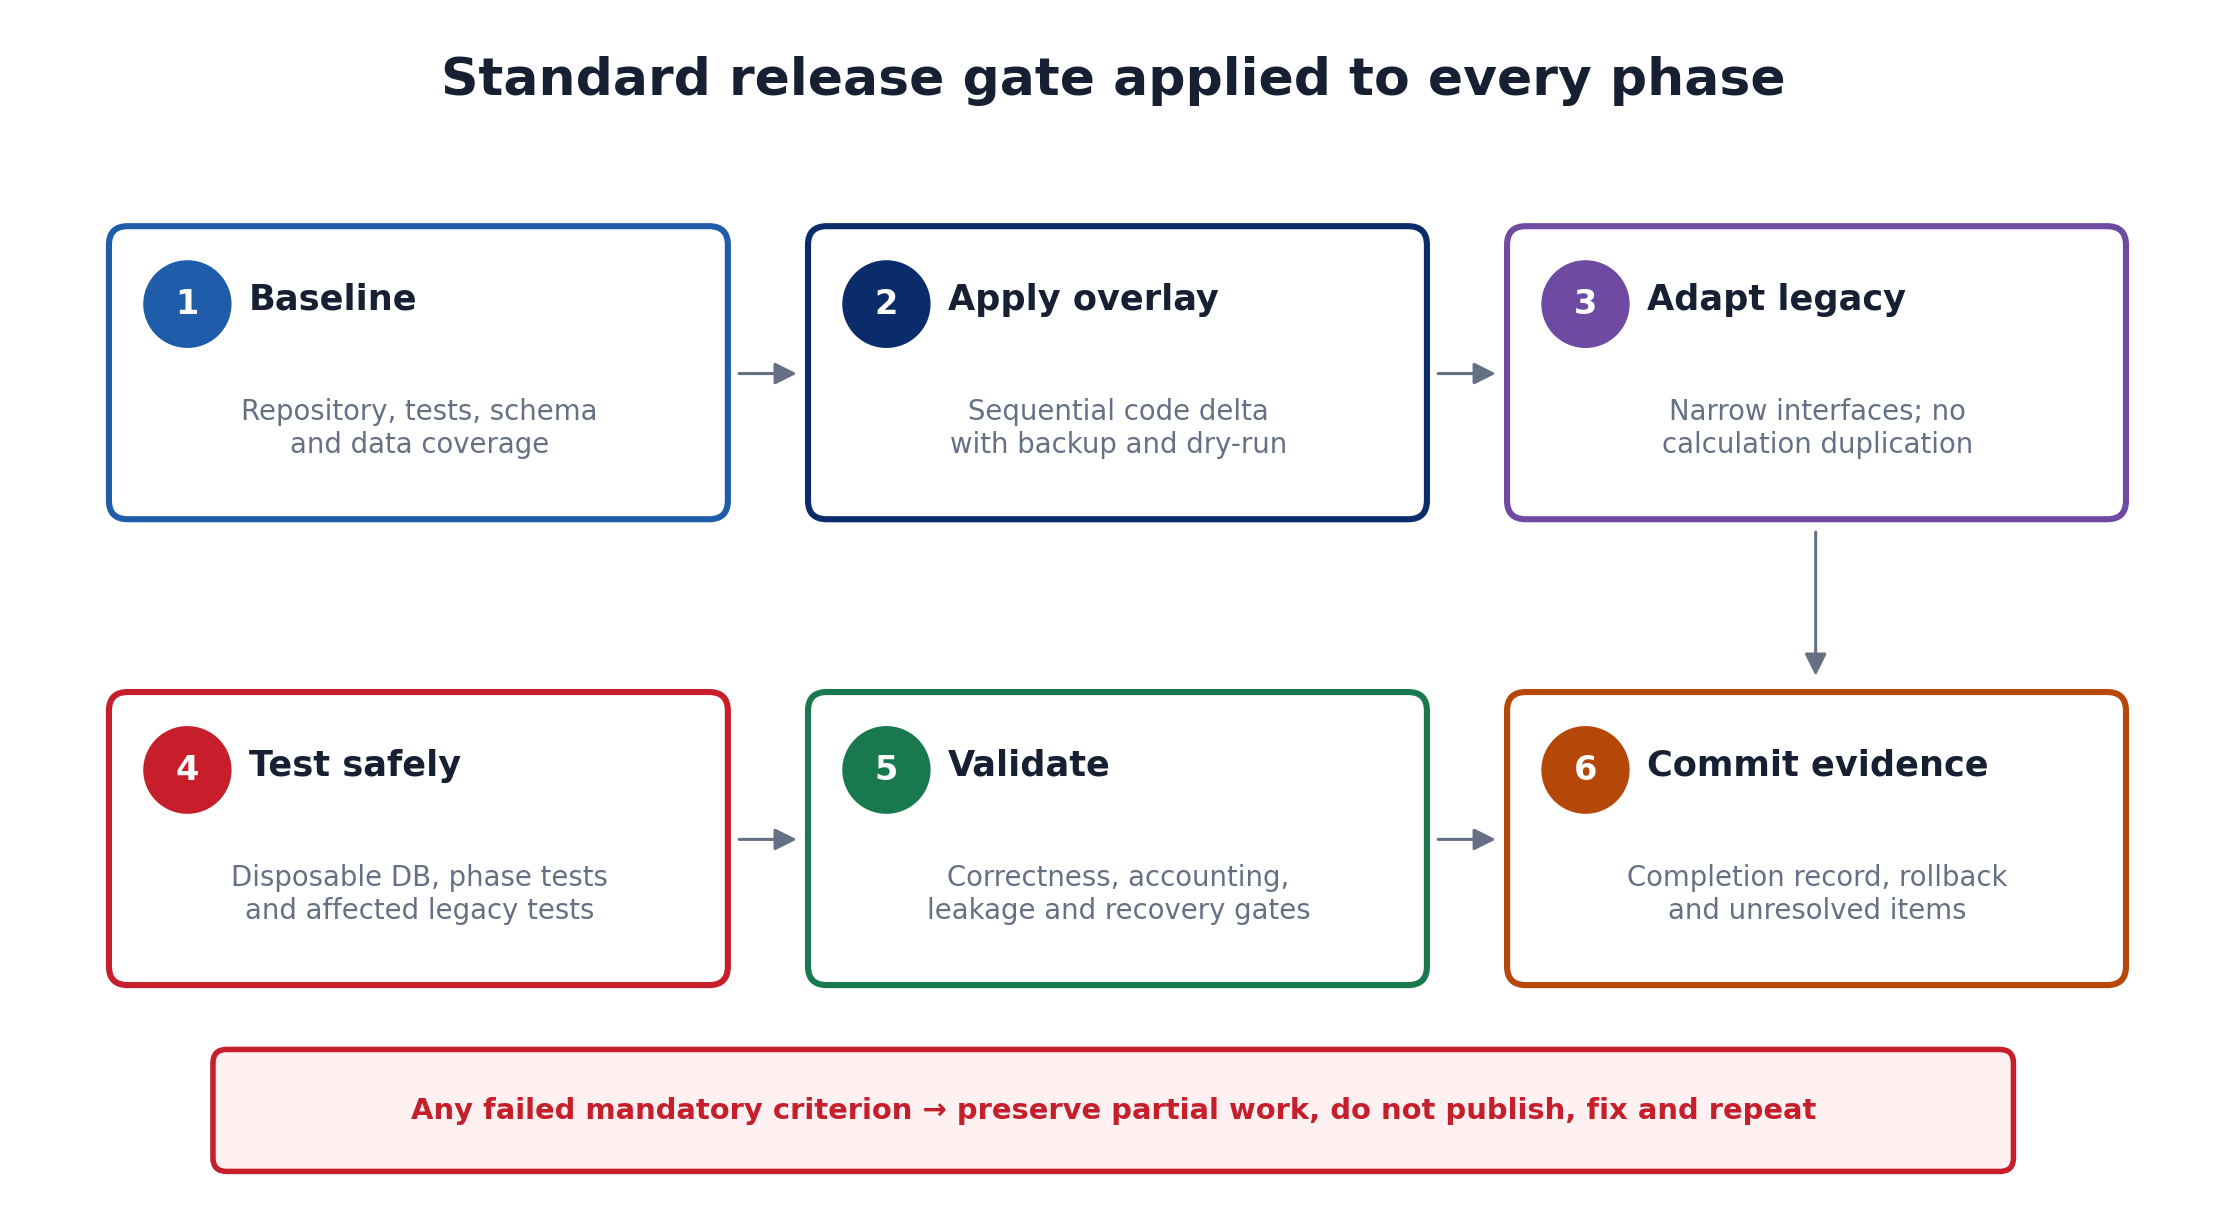 Standard release gate applied to every phase
1 Baseline
Repository, tests, schema
and data coverage
2 Apply overlay
Sequential code delta
with backup and dry-run
3 Adapt legacy
Narrow interfaces; no
calculation duplication
4 Test safely
Disposable DB, phase tests
and affected legacy tests
5 Validate
Correctness, accounting,
leakage and recovery gates
6 Commit evidence
Completion record, rollback
and unresolved items
Any failed mandatory criterion → preserve partial work, do not publish, fix and repeat